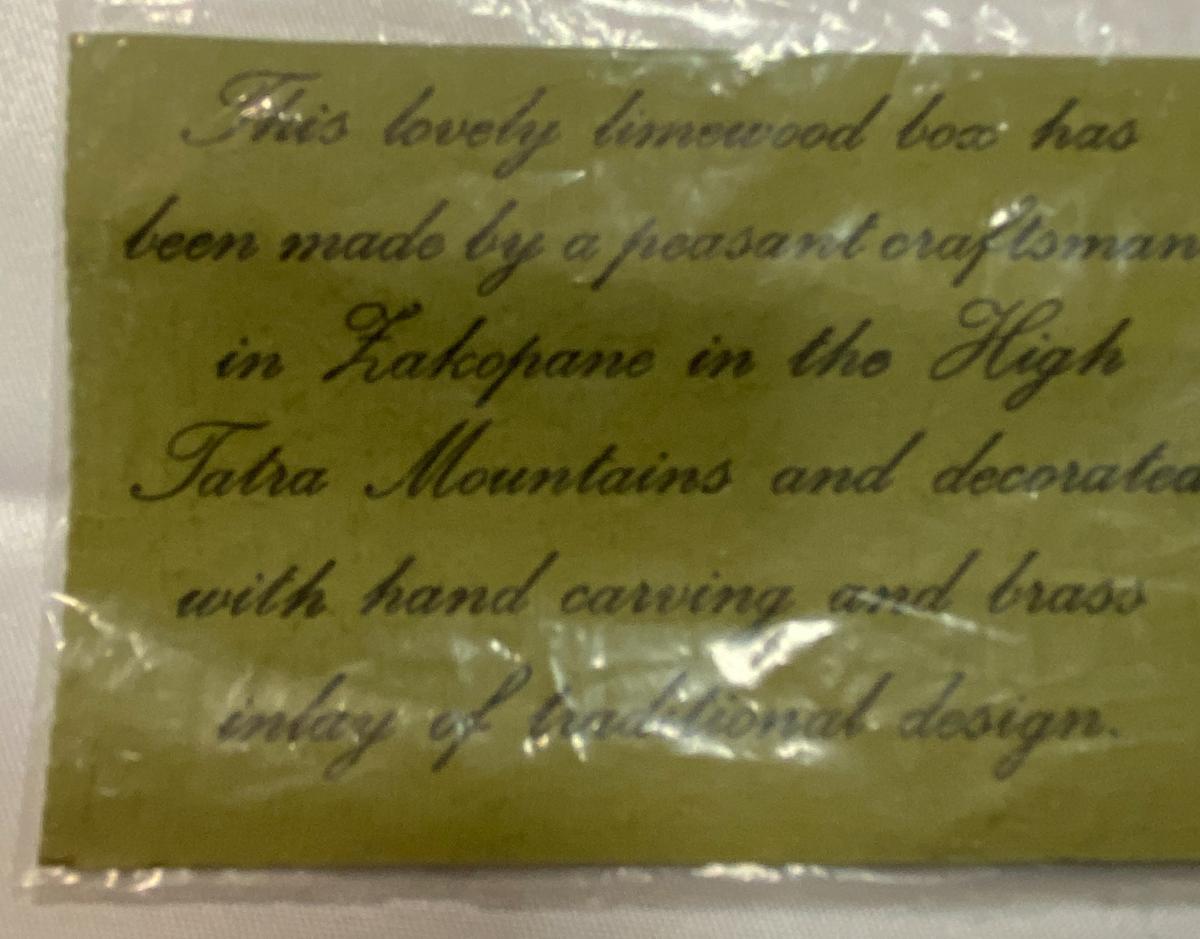 This lovely limewood box has
been made by a peasant craftsman
in Zakopane in the High
Tatra Mountains and decorated
with hand carving and brass
inlay of traditional design.